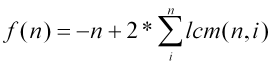 f(n) = −n + 2 * ∑_{i}^{n} lcm(n,i)